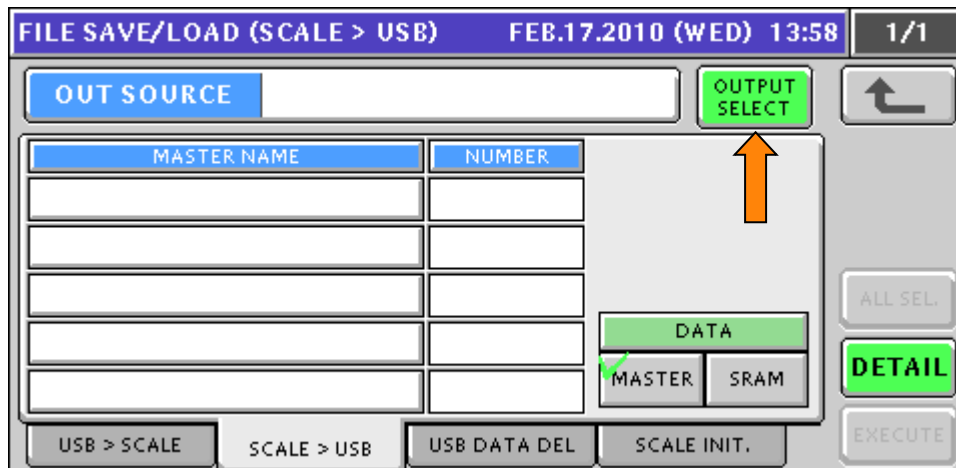 FILE SAVE/LOAD (SCALE > USB) FEB.17.2010 (WED) 13:58 1/1
OUT SOURCE
OUTPUT
SELECT
MASTER NAME NUMBER
DATA
MASTER SRAM
ALL SEL.
DETAIL
EXECUTE
USB > SCALE SCALE > USB USB DATA DEL SCALE INIT.